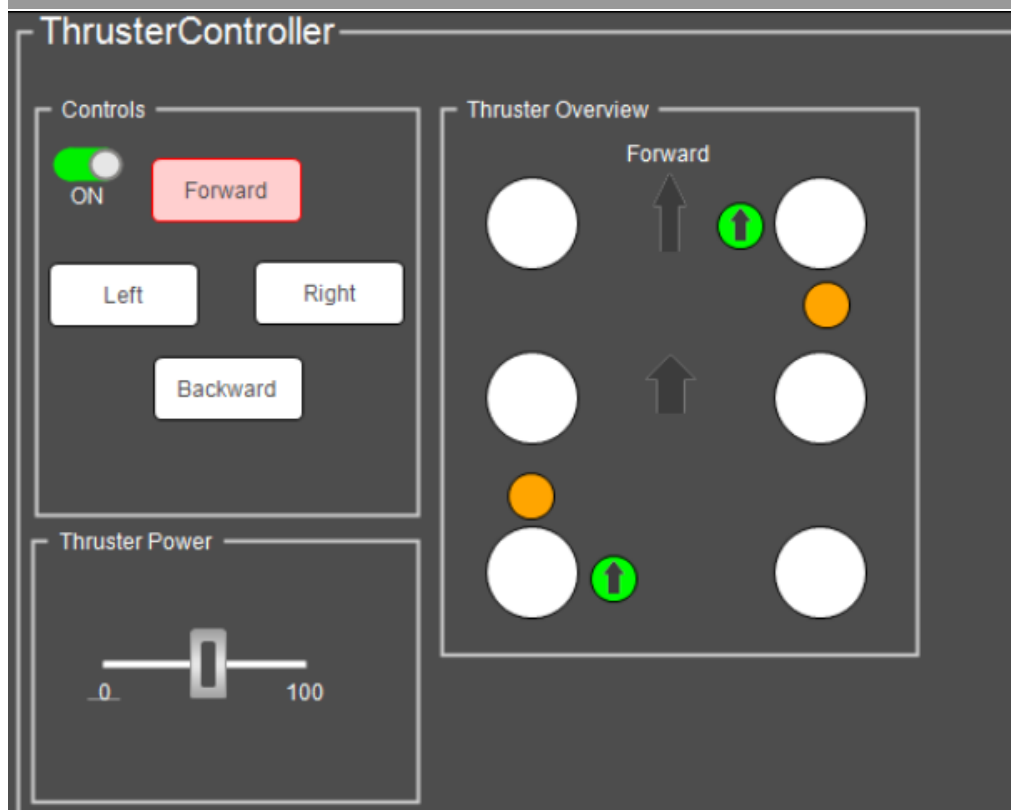 ThrusterController
Controls
ON
Forward
Left
Right
Backward
Thruster Power
0
100
Thruster Overview
Forward